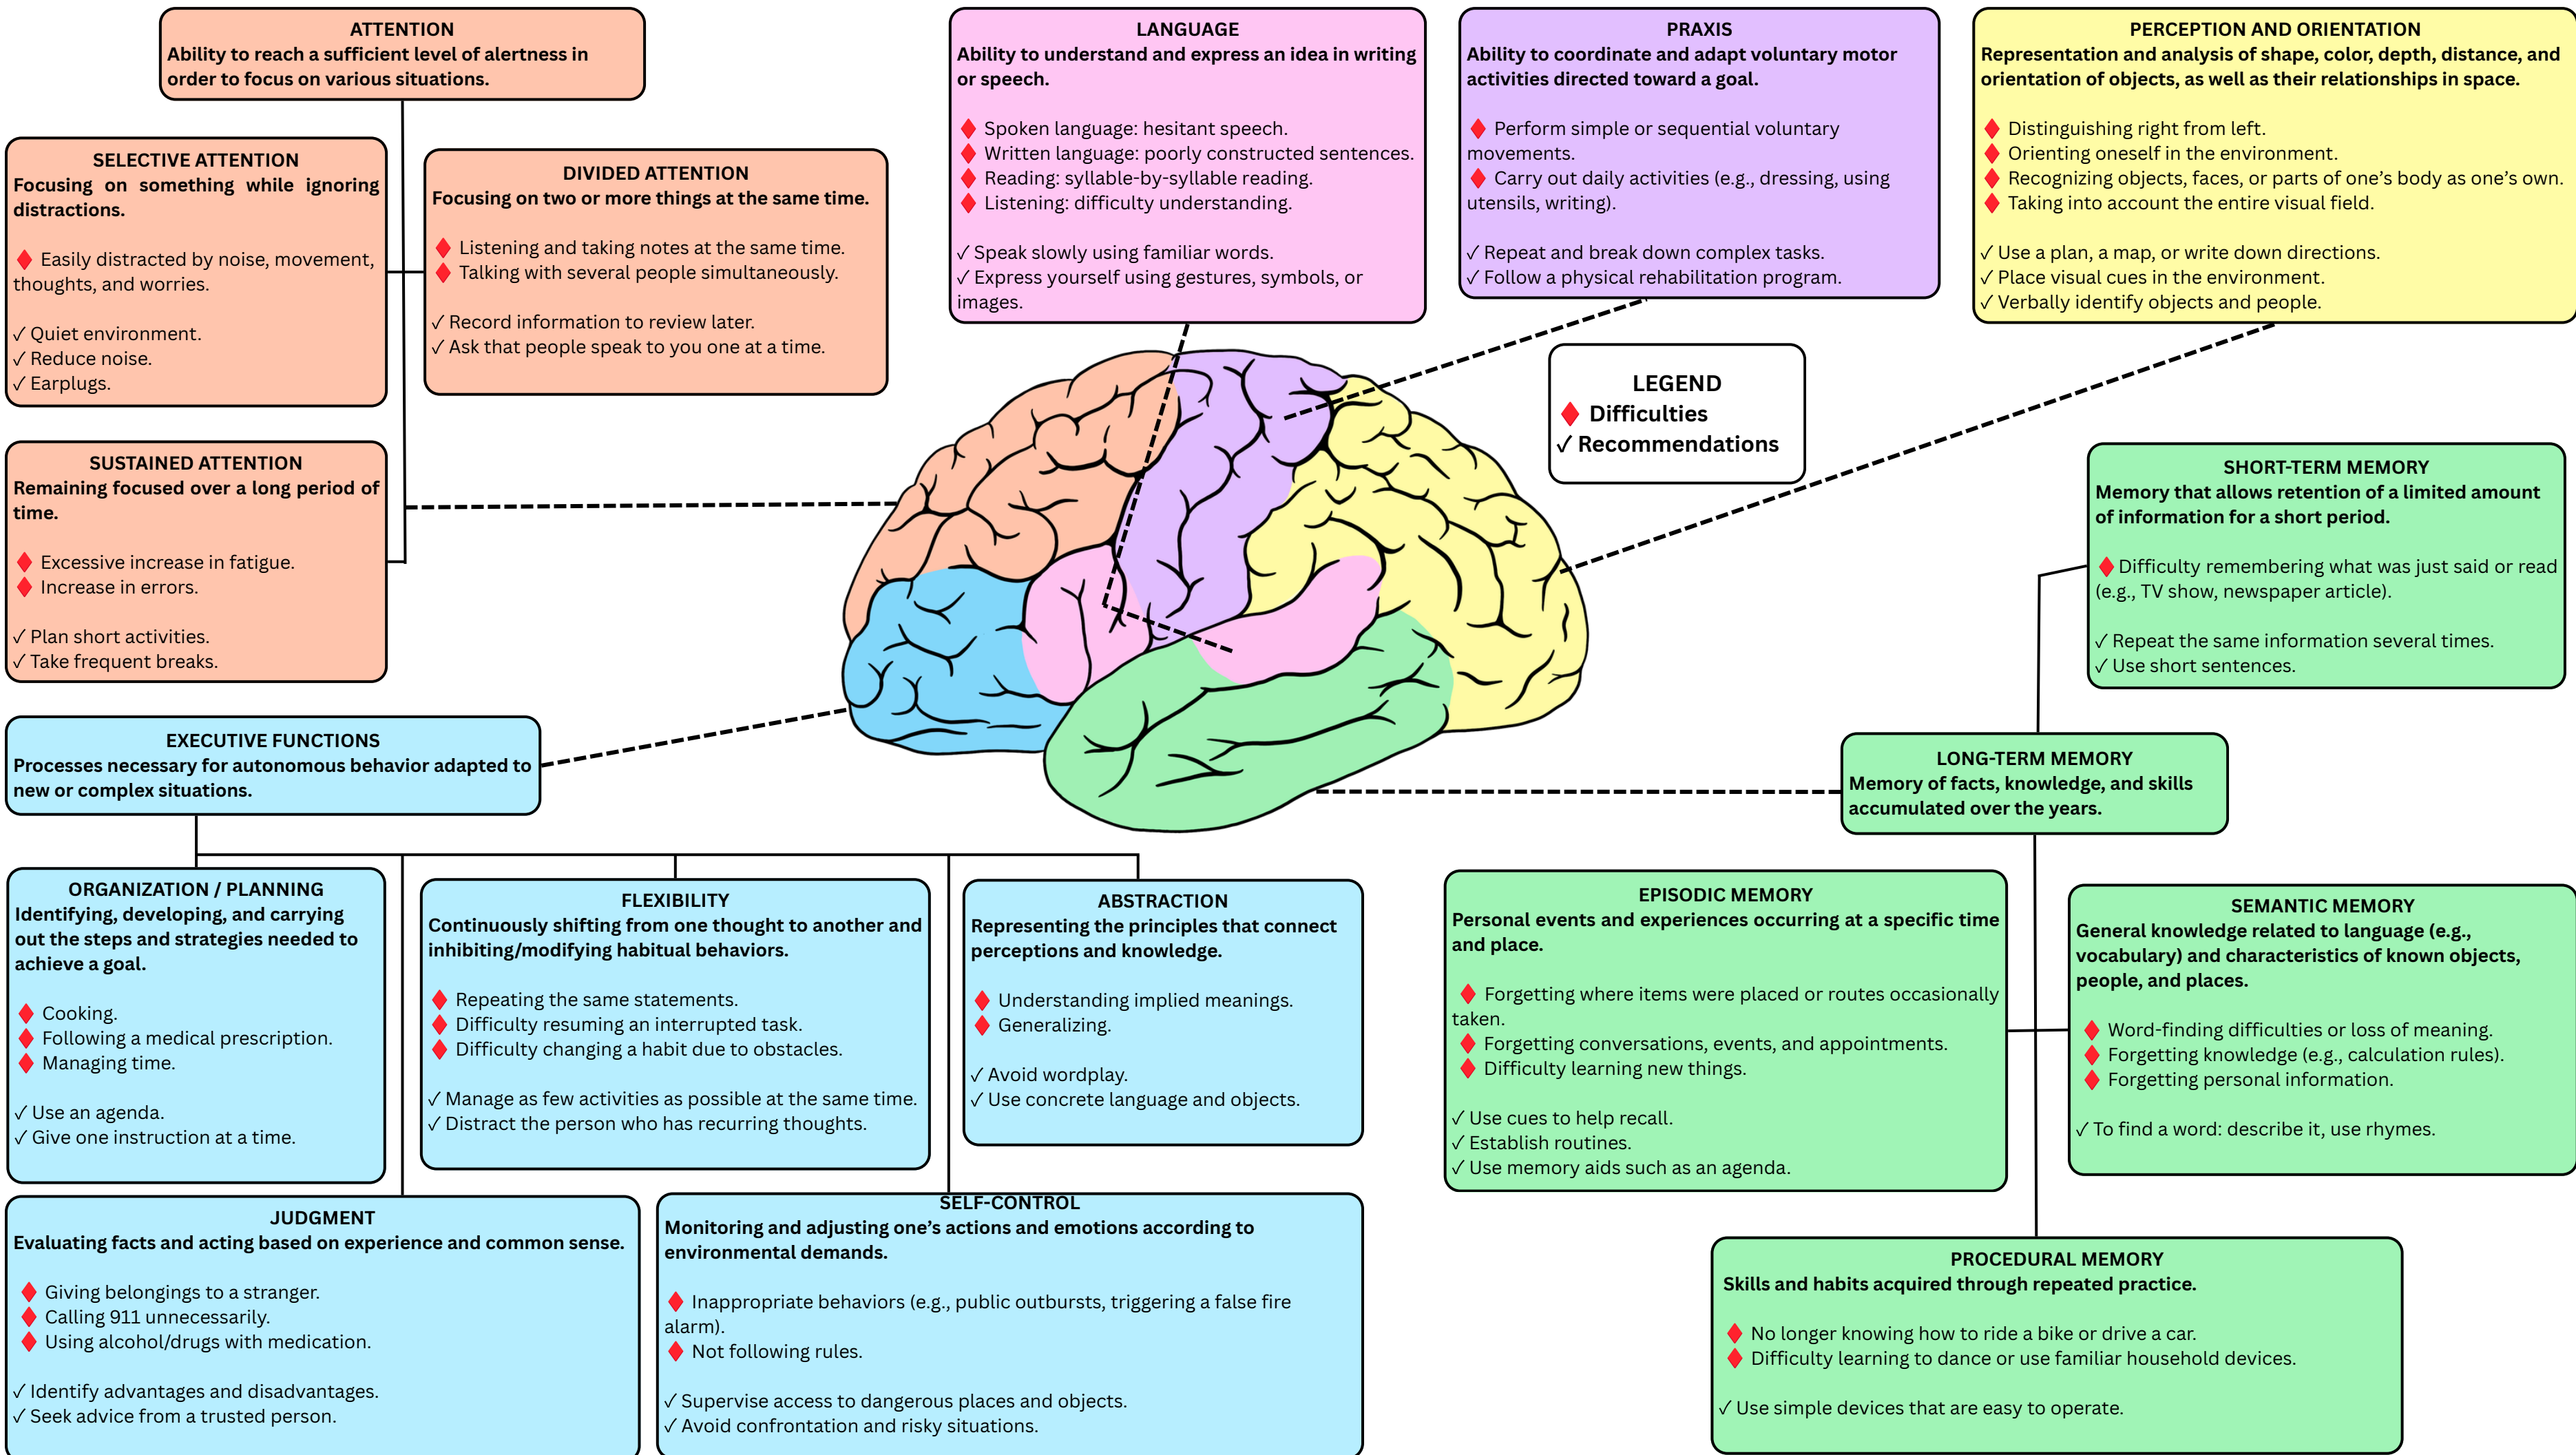 ATTENTION
Ability to reach a sufficient level of alertness in
order to focus on various situations.
SELECTIVE ATTENTION
Focusing on something while ignoring
distractions.
♦ Easily distracted by noise, movement,
thoughts, and worries.
✓ Quiet environment.
✓ Reduce noise.
✓ Earplugs.
DIVIDED ATTENTION
Focusing on two or more things at the same time.
♦ Listening and taking notes at the same time.
♦ Talking with several people simultaneously.
✓ Record information to review later.
✓ Ask that people speak to you one at a time.
SUSTAINED ATTENTION
Remaining focused over a long period of
time.
♦ Excessive increase in fatigue.
♦ Increase in errors.
✓ Plan short activities.
✓ Take frequent breaks.
LANGUAGE
Ability to understand and express an idea in writing
or speech.
♦ Spoken language: hesitant speech.
♦ Written language: poorly constructed sentences.
♦ Reading: syllable-by-syllable reading.
♦ Listening: difficulty understanding.
✓ Speak slowly using familiar words.
✓ Express yourself using gestures, symbols, or
images.
PRAXIS
Ability to coordinate and adapt voluntary motor
activities directed toward a goal.
♦ Perform simple or sequential voluntary
movements.
♦ Carry out daily activities (e.g., dressing, using
utensils, writing).
✓ Repeat and break down complex tasks.
✓ Follow a physical rehabilitation program.
PERCEPTION AND ORIENTATION
Representation and analysis of shape, color, depth, distance, and
orientation of objects, as well as their relationships in space.
♦ Distinguishing right from left.
♦ Orienting oneself in the environment.
♦ Recognizing objects, faces, or parts of one's body as one's own.
♦ Taking into account the entire visual field.
✓ Use a plan, a map, or write down directions.
✓ Place visual cues in the environment.
✓ Verbally identify objects and people.
LEGEND
♦ Difficulties
✓ Recommendations
SHORT-TERM MEMORY
Memory that allows retention of a limited amount
of information for a short period.
♦ Difficulty remembering what was just said or read
(e.g., TV show, newspaper article).
✓ Repeat the same information several times.
✓ Use short sentences.
LONG-TERM MEMORY
Memory of facts, knowledge, and skills
accumulated over the years.
EXECUTIVE FUNCTIONS
Processes necessary for autonomous behavior adapted to
new or complex situations.
ORGANIZATION / PLANNING
Identifying, developing, and carrying
out the steps and strategies needed to
achieve a goal.
♦ Cooking.
♦ Following a medical prescription.
♦ Managing time.
✓ Use an agenda.
✓ Give one instruction at a time.
FLEXIBILITY
Continuously shifting from one thought to another and
inhibiting/modifying habitual behaviors.
♦ Repeating the same statements.
♦ Difficulty resuming an interrupted task.
♦ Difficulty changing a habit due to obstacles.
✓ Manage as few activities as possible at the same time.
✓ Distract the person who has recurring thoughts.
ABSTRACTION
Representing the principles that connect
perceptions and knowledge.
♦ Understanding implied meanings.
♦ Generalizing.
✓ Avoid wordplay.
✓ Use concrete language and objects.
EPISODIC MEMORY
Personal events and experiences occurring at a specific time
and place.
♦ Forgetting where items were placed or routes occasionally
taken.
♦ Forgetting conversations, events, and appointments.
♦ Difficulty learning new things.
✓ Use cues to help recall.
✓ Establish routines.
✓ Use memory aids such as an agenda.
SEMANTIC MEMORY
General knowledge related to language (e.g.,
vocabulary) and characteristics of known objects,
people, and places.
♦ Word-finding difficulties or loss of meaning.
♦ Forgetting knowledge (e.g., calculation rules).
♦ Forgetting personal information.
✓ To find a word: describe it, use rhymes.
JUDGMENT
Evaluating facts and acting based on experience and common sense.
♦ Giving belongings to a stranger.
♦ Calling 911 unnecessarily.
♦ Using alcohol/drugs with medication.
✓ Identify advantages and disadvantages.
✓ Seek advice from a trusted person.
SELF-CONTROL
Monitoring and adjusting one's actions and emotions according to
environmental demands.
♦ Inappropriate behaviors (e.g., public outbursts, triggering a false fire
alarm).
♦ Not following rules.
✓ Supervise access to dangerous places and objects.
✓ Avoid confrontation and risky situations.
PROCEDURAL MEMORY
Skills and habits acquired through repeated practice.
♦ No longer knowing how to ride a bike or drive a car.
♦ Difficulty learning to dance or use familiar household devices.
✓ Use simple devices that are easy to operate.